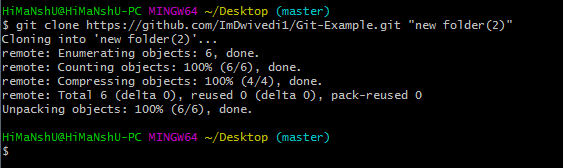 HiMaNshU@HiMaNshU-PC MINGW64 ~/Desktop (master)
$ git clone https://github.com/ImDwivedi1/Git-Example.git "new folder(2)"
Cloning into 'new folder(2)'...
remote: Enumerating objects: 6, done.
remote: Counting objects: 100% (6/6), done.
remote: Compressing objects: 100% (4/4), done.
remote: Total 6 (delta 0), reused 0 (delta 0), pack-reused 0
Unpacking objects: 100% (6/6), done.
HiMaNshU@HiMaNshU-PC MINGW64 ~/Desktop (master)
$